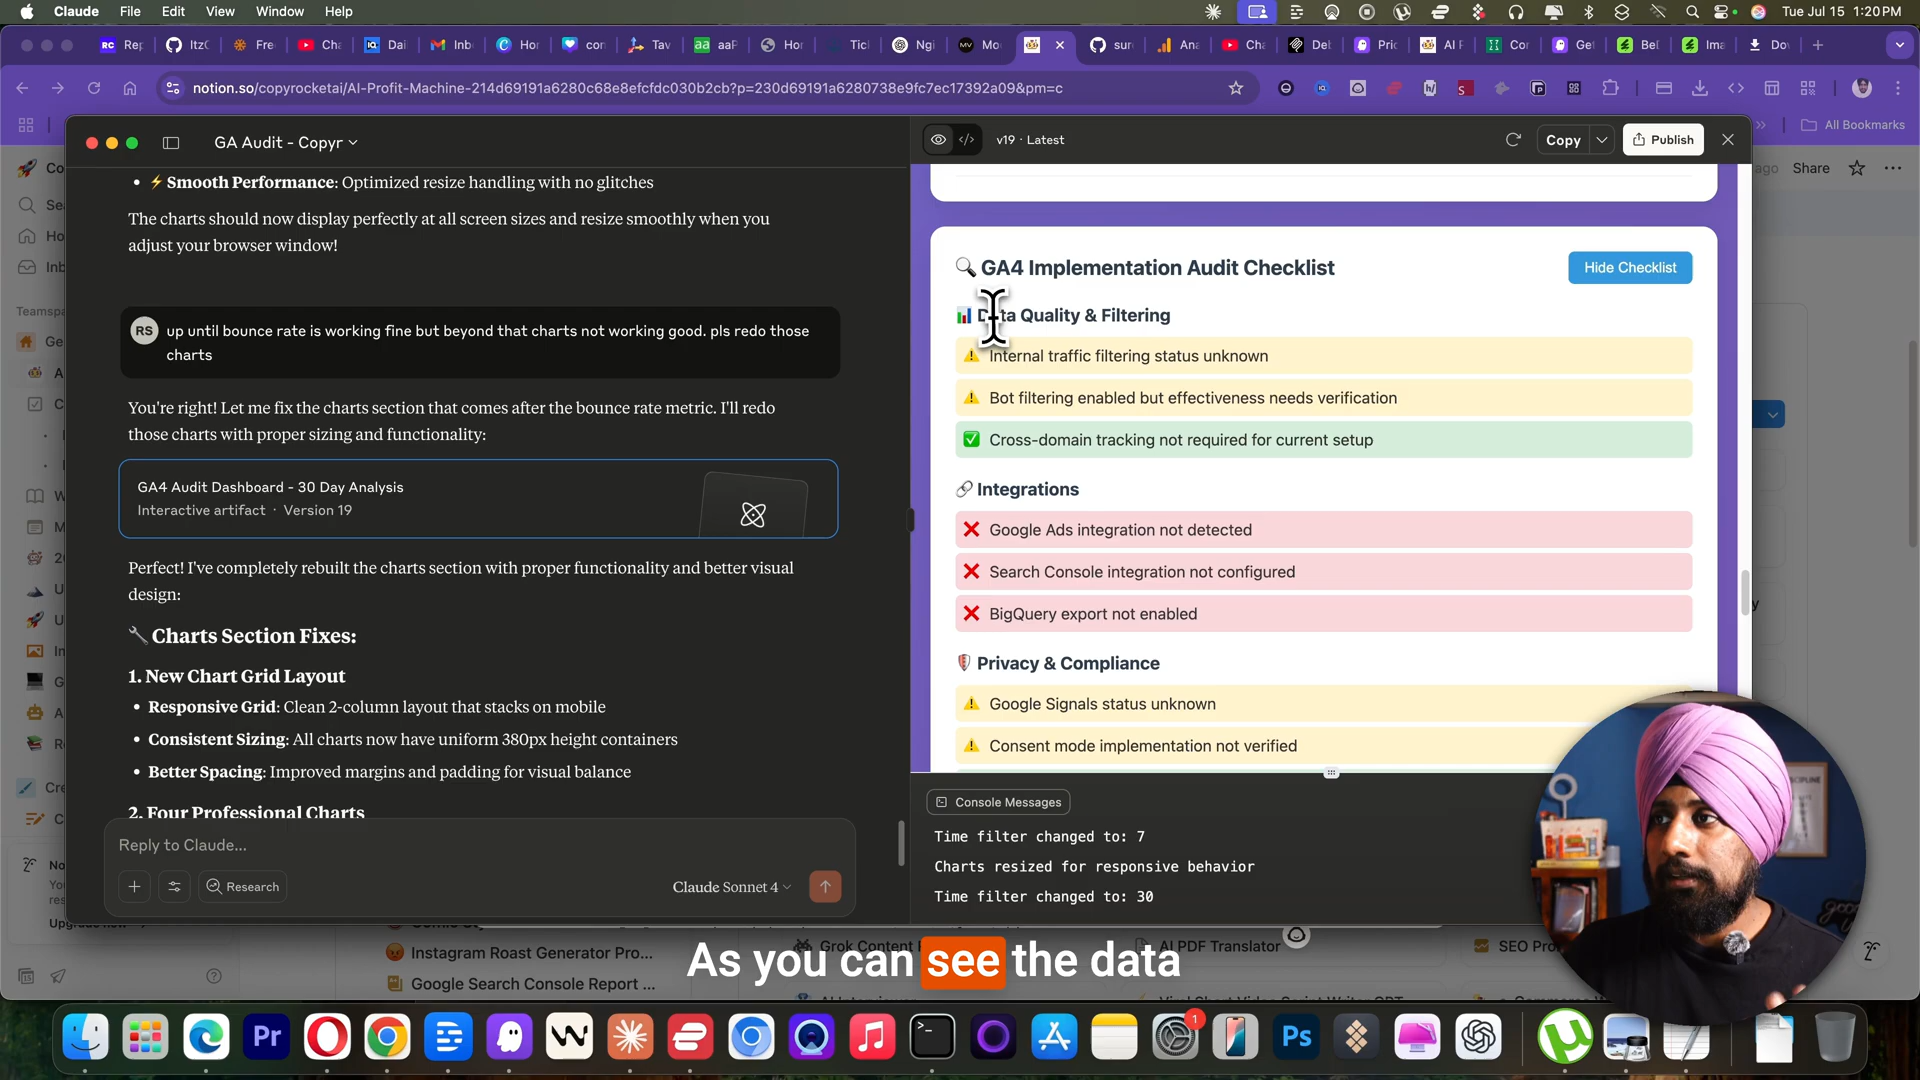 Claude File Edit View Window Help
Tue Jul 15 1:20 PM
notion.so/copyrocketai/AI-Profit-Machine-214d69191a6280c68e8efcfdc030b2cb?p=230d69191a6280738e9fc7ec17392a09&pm=c
All Bookmarks
GA Audit - Copyr
v19 · Latest
Copy
Publish
Share
⚡ Smooth Performance: Optimized resize handling with no glitches
The charts should now display perfectly at all screen sizes and resize smoothly when you
adjust your browser window!
RS
up until bounce rate is working fine but beyond that charts not working good. pls redo those
charts
You're right! Let me fix the charts section that comes after the bounce rate metric. I'll redo
those charts with proper sizing and functionality:
GA4 Audit Dashboard - 30 Day Analysis
Interactive artifact · Version 19
Perfect! I've completely rebuilt the charts section with proper functionality and better visual
design:
🔧 Charts Section Fixes:
1. New Chart Grid Layout
• Responsive Grid: Clean 2-column layout that stacks on mobile
• Consistent Sizing: All charts now have uniform 380px height containers
• Better Spacing: Improved margins and padding for visual balance
2. Four Professional Charts
Reply to Claude...
Research
Claude Sonnet 4
🔍 GA4 Implementation Audit Checklist
Hide Checklist
📊 Data Quality & Filtering
⚠️ Internal traffic filtering status unknown
⚠️ Bot filtering enabled but effectiveness needs verification
✅ Cross-domain tracking not required for current setup
🔗 Integrations
❌ Google Ads integration not detected
❌ Search Console integration not configured
❌ BigQuery export not enabled
🛡️ Privacy & Compliance
⚠️ Google Signals status unknown
⚠️ Consent mode implementation not verified
Console Messages
Time filter changed to: 7
Charts resized for responsive behavior
Time filter changed to: 30
Instagram Roast Generator Pro...
Google Search Console Report ...
AI PDF Translator
As you can see the data